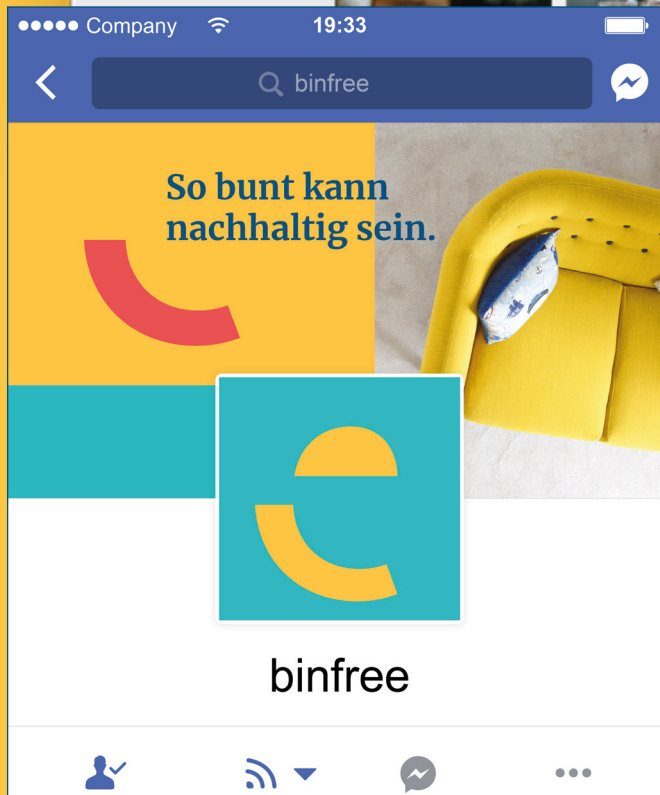 Company 19:33
binfree
So bunt kann
nachhaltig sein.
e
binfree